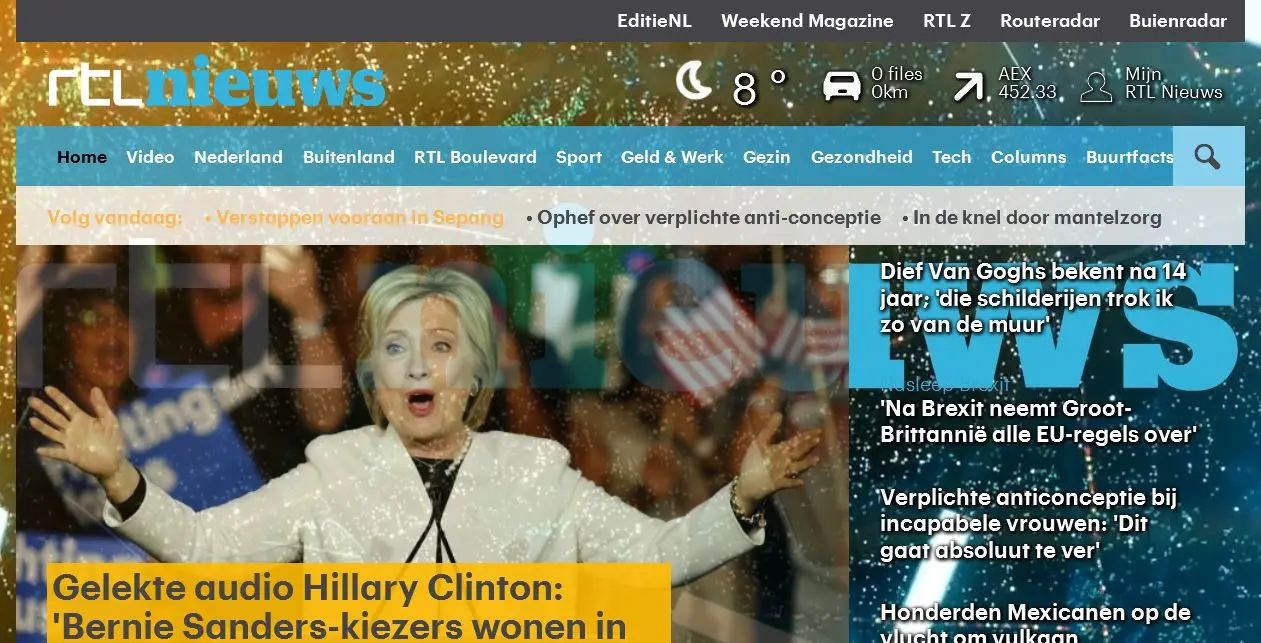 EditieNL Weekend Magazine RTL Z Routeradar Buienradar
rtlnieuws
8 °
0 files
0km
AEX
452.33
Mijn
RTL Nieuws
Home Video Nederland Buitenland RTL Boulevard Sport Geld & Werk Gezin Gezondheid Tech Columns Buurtfacts
Volg vandaag: • Verstappen vooraan in Sepang • Ophef over verplichte anti-conceptie • In de knel door mantelzorg
rtl nieuws
Gelekte audio Hillary Clinton:
'Bernie Sanders-kiezers wonen in
Dief Van Goghs bekent na 14
jaar; 'die schilderijen trok ik
zo van de muur'
Nasleep Brexit
'Na Brexit neemt Groot-
Brittannië alle EU-regels over'
Verplichte anticonceptie bij
incapabele vrouwen: 'Dit
gaat absoluut te ver'
Honderden Mexicanen op de
vlucht om vulkaan